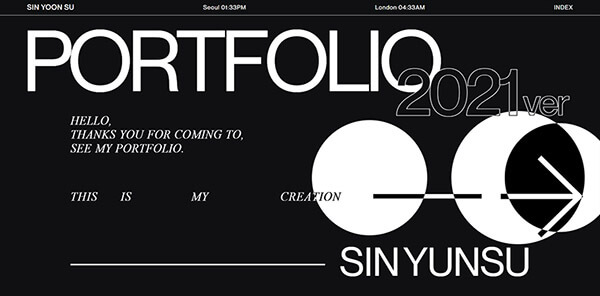 SIN YOON SU
Seoul 01:33PM
London 04:33AM
INDEX
PORTFOLIO
2021ver
HELLO,
THANKS YOU FOR COMING TO,
SEE MY PORTFOLIO.
THIS IS MY CREATION
SIN YUNSU